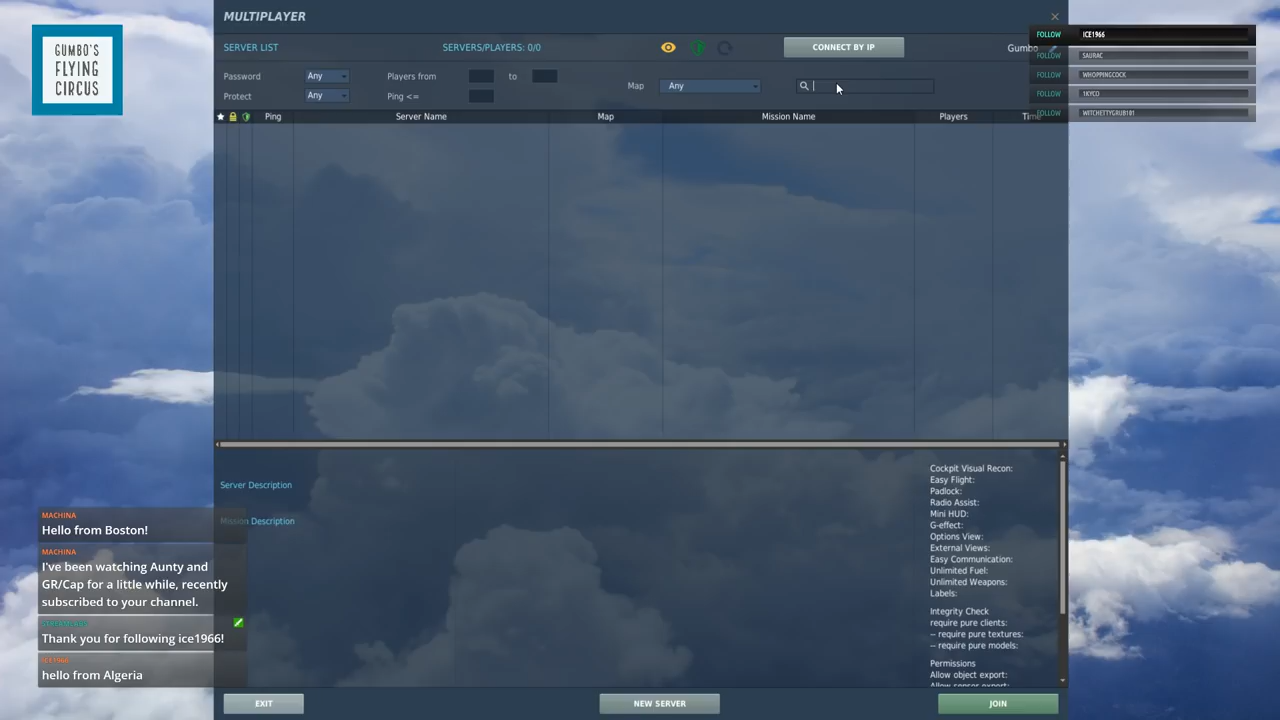 GUMBO'S
FLYING
CIRCUS
MULTIPLAYER
SERVER LIST
SERVERS/PLAYERS: 0/0
CONNECT BY IP
Gumbo
Password
Any
Players from
to
Protect
Any
Ping <=
Map
Any
Ping
Server Name
Map
Mission Name
Players
FOLLOW ICE1966
FOLLOW SAURAC
FOLLOW WHOPPINGCOCK
FOLLOW 1KYCO
FOLLOW WITCHETTYGRUB101
Server Description
Mission Description
Cockpit Visual Recon:
Easy Flight:
Padlock:
Radio Assist:
Mini HUD:
G-effect:
Options View:
External Views:
Easy Communication:
Unlimited Fuel:
Unlimited Weapons:
Labels:
Integrity Check
require pure clients:
-- require pure textures:
-- require pure models:
Permissions
Allow object export:
Allow sensor export:
MACHINA
Hello from Boston!
MACHINA
I've been watching Aunty and
GR/Cap for a little while, recently
subscribed to your channel.
Thank you for following ice1966!
ICE1966
hello from Algeria
EXIT
NEW SERVER
JOIN